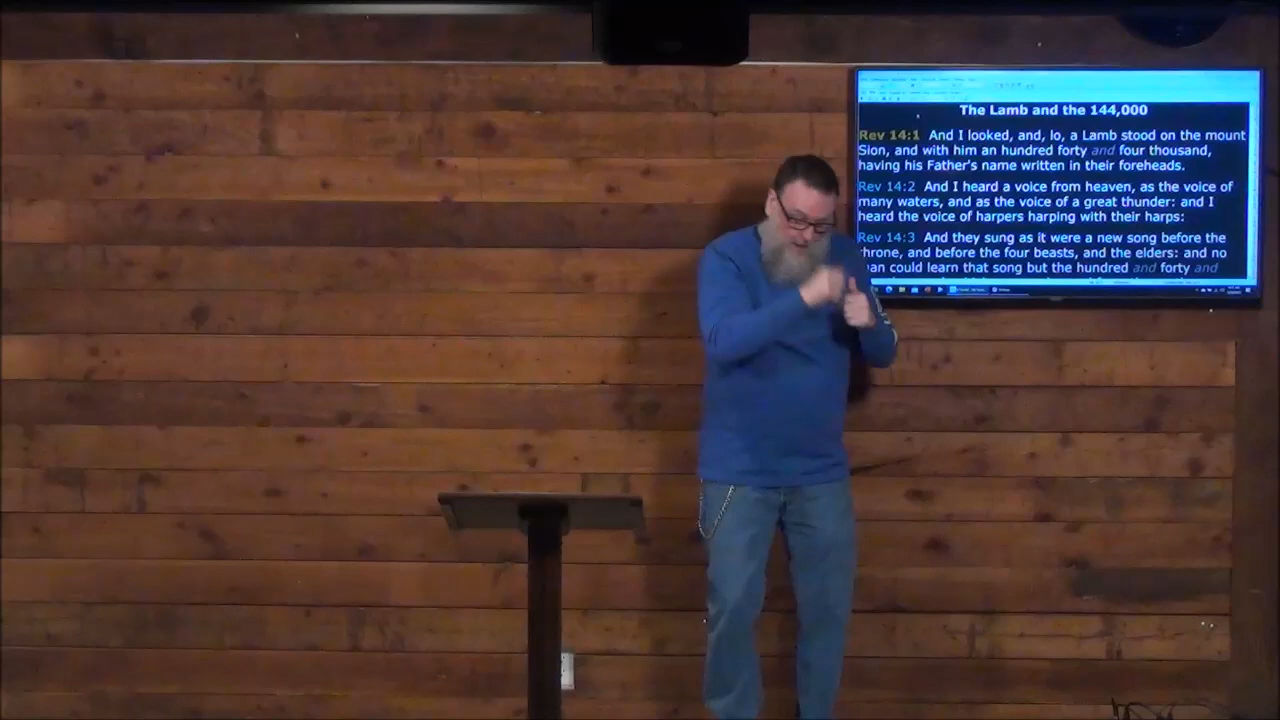 The Lamb and the 144,000
Rev 14:1 And I looked, and, lo, a Lamb stood on the mount
Sion, and with him an hundred forty and four thousand,
having his Father's name written in their foreheads.
Rev 14:2 And I heard a voice from heaven, as the voice of
many waters, and as the voice of a great thunder: and I
heard the voice of harpers harping with their harps:
Rev 14:3 And they sung as it were a new song before the
throne, and before the four beasts, and the elders: and no
man could learn that song but the hundred and forty and